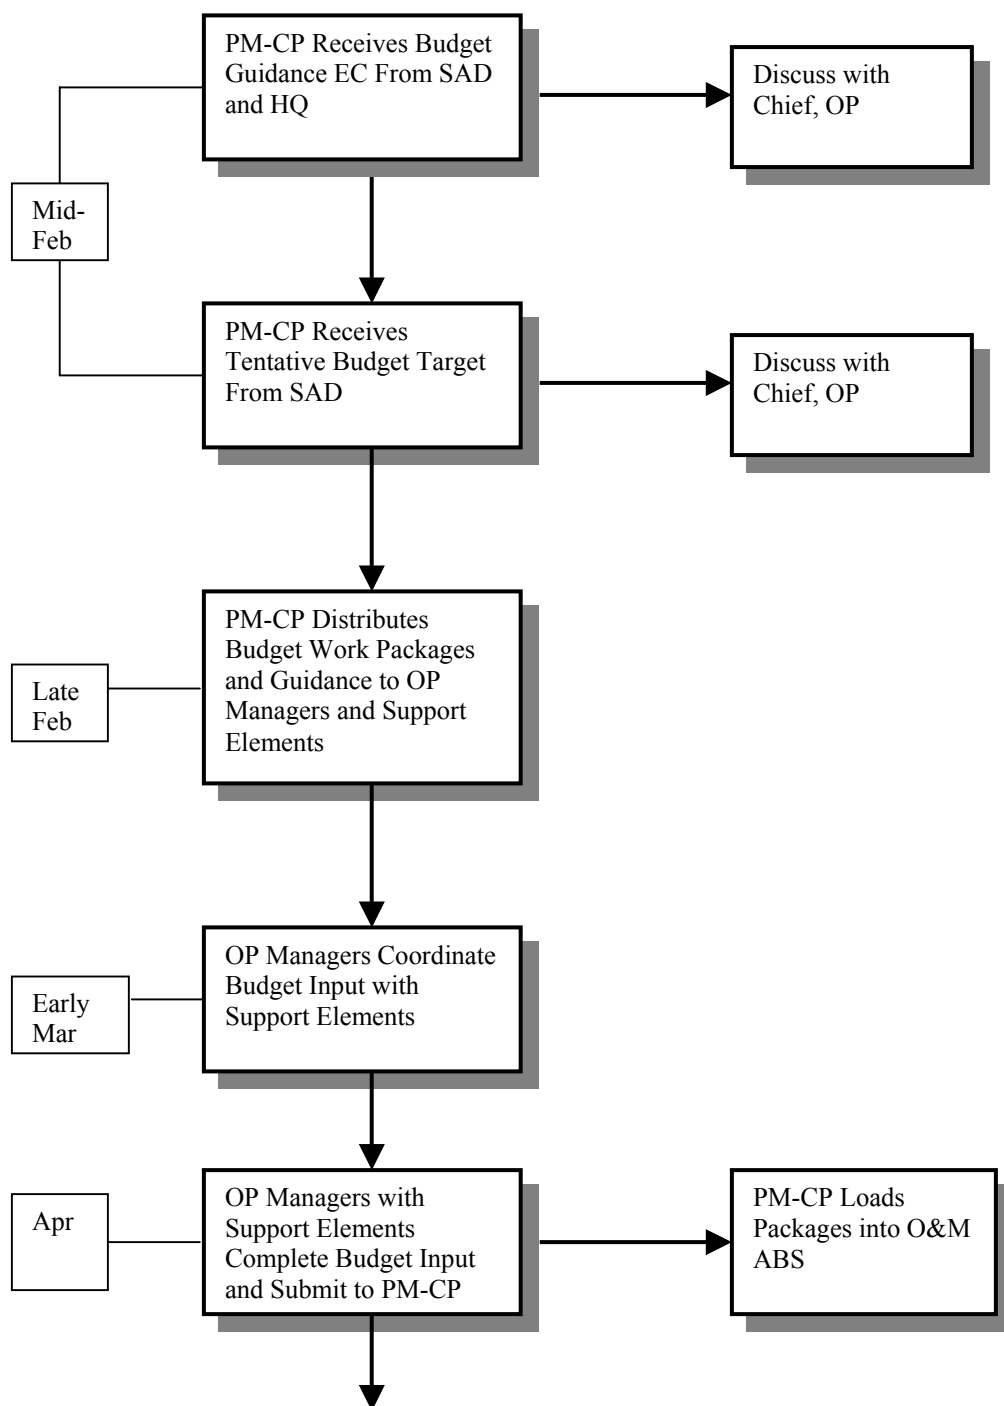 PM-CP Receives Budget
Guidance EC From SAD
and HQ
Discuss with
Chief, OP
Mid-
Feb
PM-CP Receives
Tentative Budget Target
From SAD
Discuss with
Chief, OP
PM-CP Distributes
Budget Work Packages
and Guidance to OP
Managers and Support
Elements
Late
Feb
OP Managers Coordinate
Budget Input with
Support Elements
Early
Mar
OP Managers with
Support Elements
Complete Budget Input
and Submit to PM-CP
Apr
PM-CP Loads
Packages into O&M
ABS